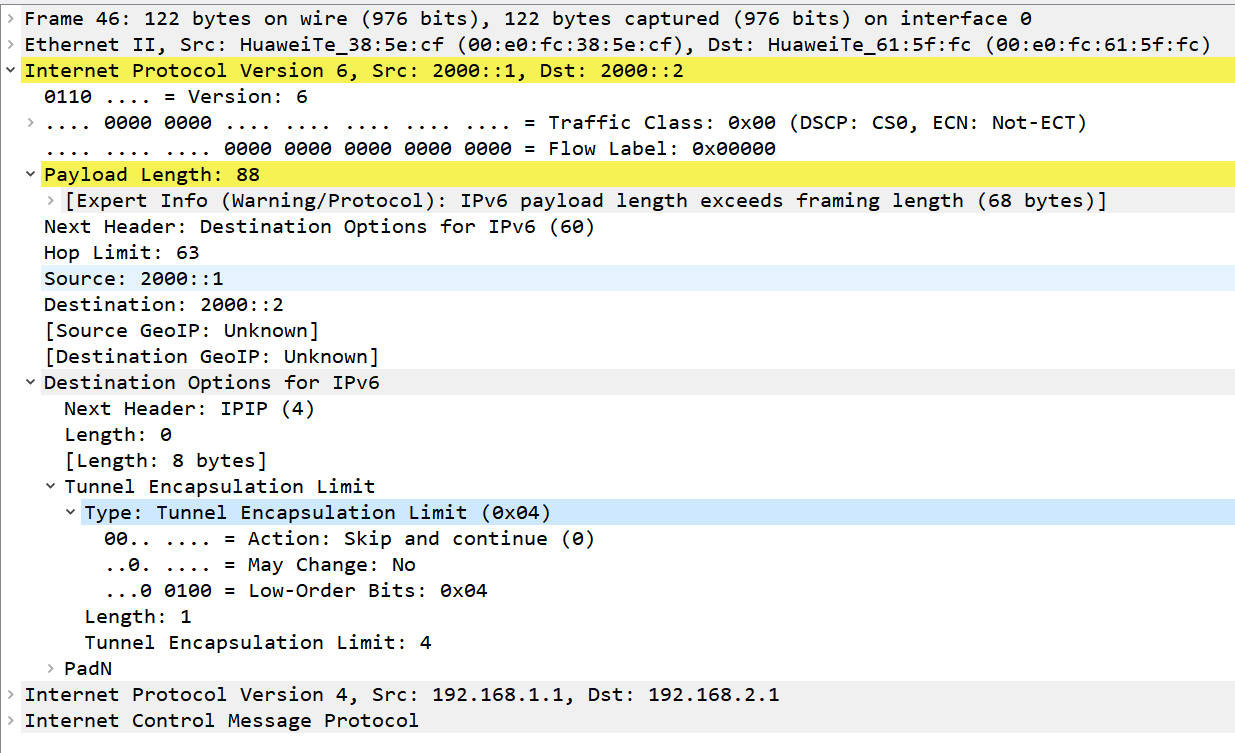 Frame 46: 122 bytes on wire (976 bits), 122 bytes captured (976 bits) on interface 0
Ethernet II, Src: HuaweiTe_38:5e:cf (00:e0:fc:38:5e:cf), Dst: HuaweiTe_61:5f:fc (00:e0:fc:61:5f:fc)
Internet Protocol Version 6, Src: 2000::1, Dst: 2000::2
0110 .... = Version: 6
.... 0000 0000 .... .... .... .... .... = Traffic Class: 0x00 (DSCP: CS0, ECN: Not-ECT)
.... .... .... 0000 0000 0000 0000 0000 = Flow Label: 0x00000
Payload Length: 88
[Expert Info (Warning/Protocol): IPv6 payload length exceeds framing length (68 bytes)]
Next Header: Destination Options for IPv6 (60)
Hop Limit: 63
Source: 2000::1
Destination: 2000::2
[Source GeoIP: Unknown]
[Destination GeoIP: Unknown]
Destination Options for IPv6
Next Header: IPIP (4)
Length: 0
[Length: 8 bytes]
Tunnel Encapsulation Limit
Type: Tunnel Encapsulation Limit (0x04)
00.. .... = Action: Skip and continue (0)
..0. .... = May Change: No
...0 0100 = Low-Order Bits: 0x04
Length: 1
Tunnel Encapsulation Limit: 4
PadN
Internet Protocol Version 4, Src: 192.168.1.1, Dst: 192.168.2.1
Internet Control Message Protocol